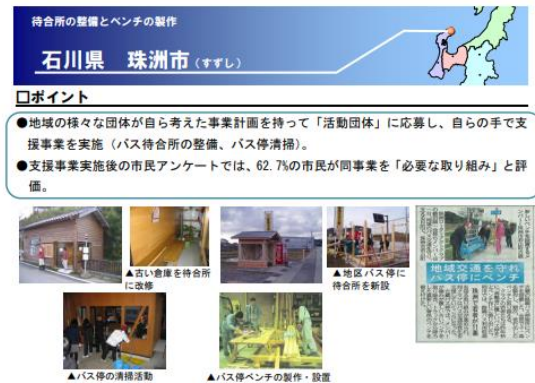 待合所の整備とベンチの製作
石川県　珠洲市（すずし）
□ポイント
●地域の様々な団体が自ら考えた事業計画を持って「活動団体」に応募し、自らの手で支
援事業を実施（バス待合所の整備、バス停清掃）。
●支援事業実施後の市民アンケートでは、62.7%の市民が同事業を「必要な取り組み」と評
価。
▲古い倉庫を待合所
に改修
▲地区バス停に
待合所を新設
地域交通を守れ
バス停にベンチ
▲バス停の清掃活動
▲バス停ベンチの製作・設置